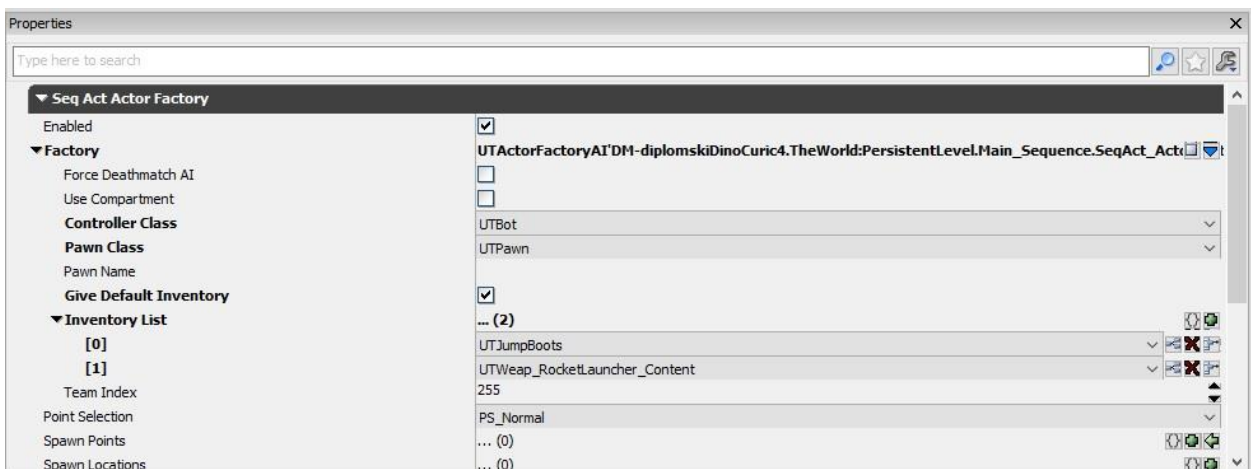 Properties
Type here to search
Seq Act Actor Factory
Enabled
Factory UTActorFactoryAI'DM-diplomskiDinoCuric4.TheWorld:PersistentLevel.Main_Sequence.SeqAct_Act
Force Deathmatch AI
Use Compartment
Controller Class UTBot
Pawn Class UTPawn
Pawn Name
Give Default Inventory
Inventory List ... (2)
[0] UTJumpBoots
[1] UTWeap_RocketLauncher_Content
Team Index 255
Point Selection PS_Normal
Spawn Points ... (0)
Spawn Locations ... (0)